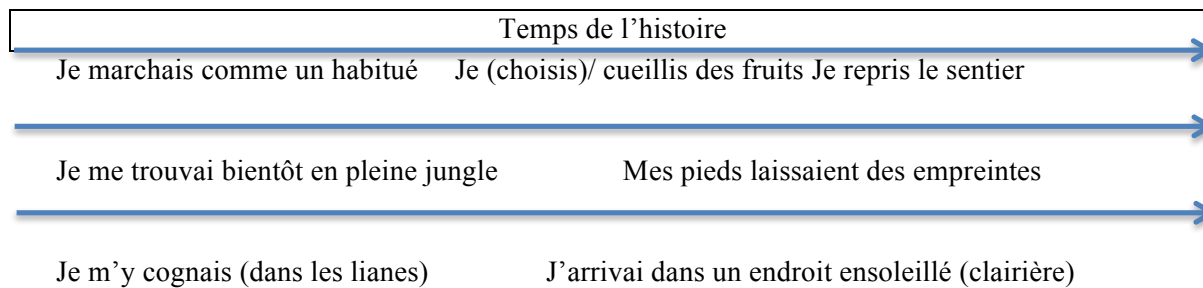 Temps de l’histoire
Je marchais comme un habitué Je (choisis)/ cueillis des fruits Je repris le sentier
Je me trouvai bientôt en pleine jungle Mes pieds laissaient des empreintes
Je m’y cognais (dans les lianes) J’arrivai dans un endroit ensoleillé (clairière)